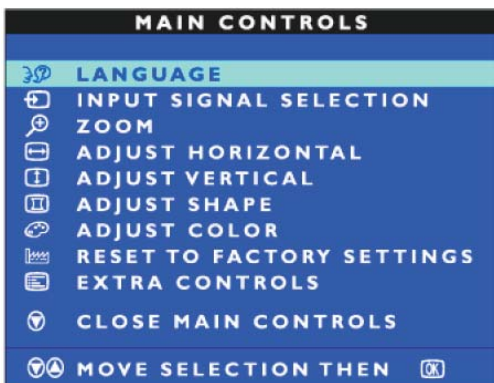 MAIN CONTROLS
LANGUAGE
INPUT SIGNAL SELECTION
ZOOM
ADJUST HORIZONTAL
ADJUST VERTICAL
ADJUST SHAPE
ADJUST COLOR
RESET TO FACTORY SETTINGS
EXTRA CONTROLS
CLOSE MAIN CONTROLS
MOVE SELECTION THEN OK